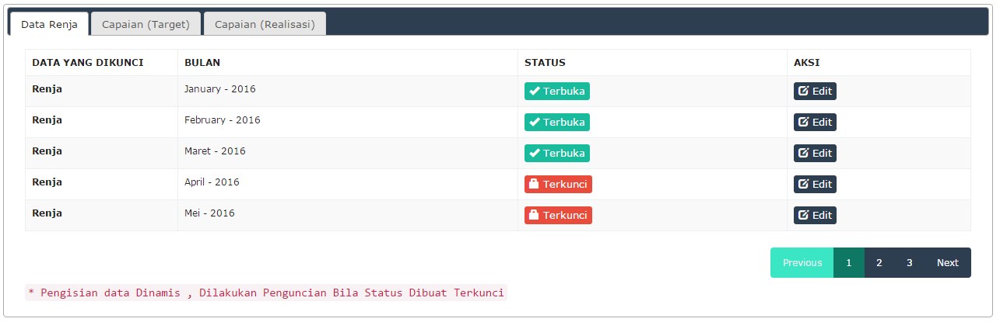 Data Renja Capaian (Target) Capaian (Realisasi)
DATA YANG DIKUNCI BULAN STATUS AKSI
Renja January - 2016 Terbuka Edit
Renja February - 2016 Terbuka Edit
Renja Maret - 2016 Terbuka Edit
Renja April - 2016 Terkunci Edit
Renja Mei - 2016 Terkunci Edit
Previous 1 2 3 Next
* Pengisian data Dinamis , Dilakukan Penguncian Bila Status Dibuat Terkunci